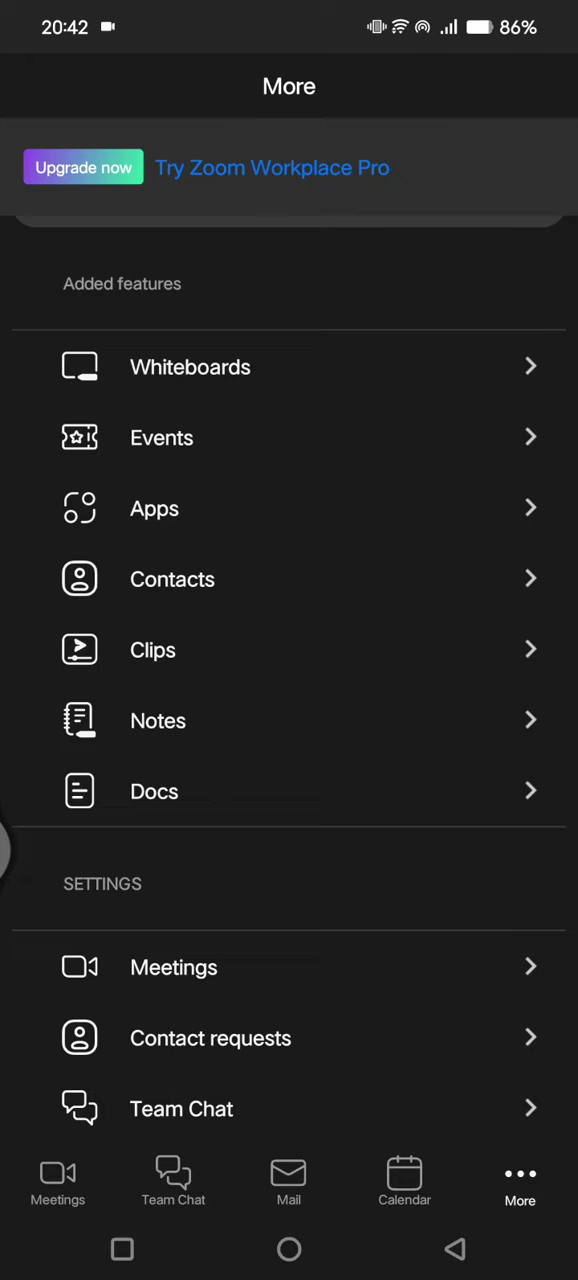 20:42 86%
More
Upgrade now Try Zoom Workplace Pro
Added features
Whiteboards
Events
Apps
Contacts
Clips
Notes
Docs
SETTINGS
Meetings
Contact requests
Team Chat
Meetings Team Chat Mail Calendar More